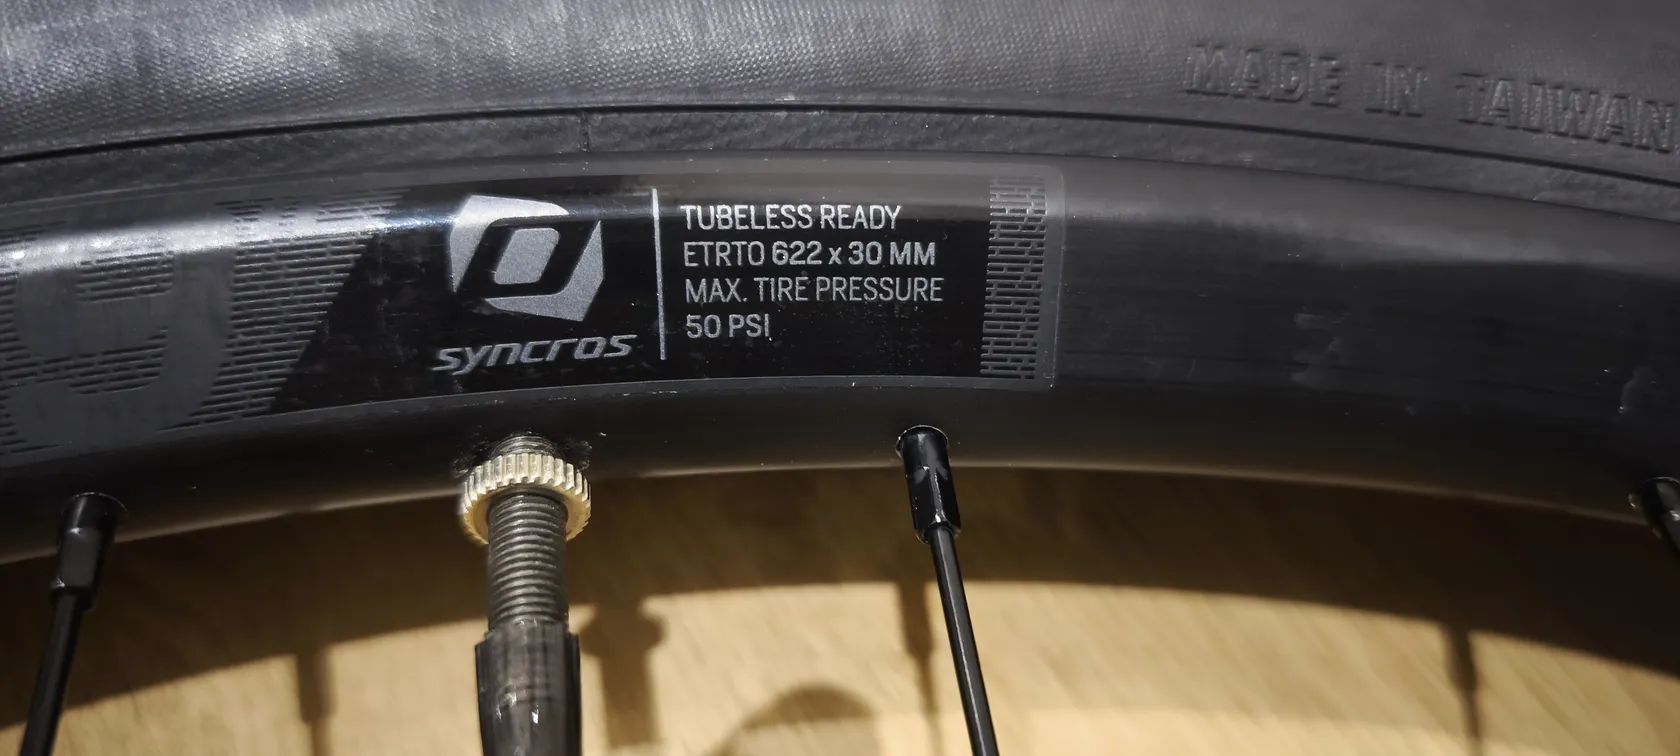 MADE IN TAIWAN
syncros
TUBELESS READY
ETRTO 622 x 30 MM
MAX. TIRE PRESSURE
50 PSI